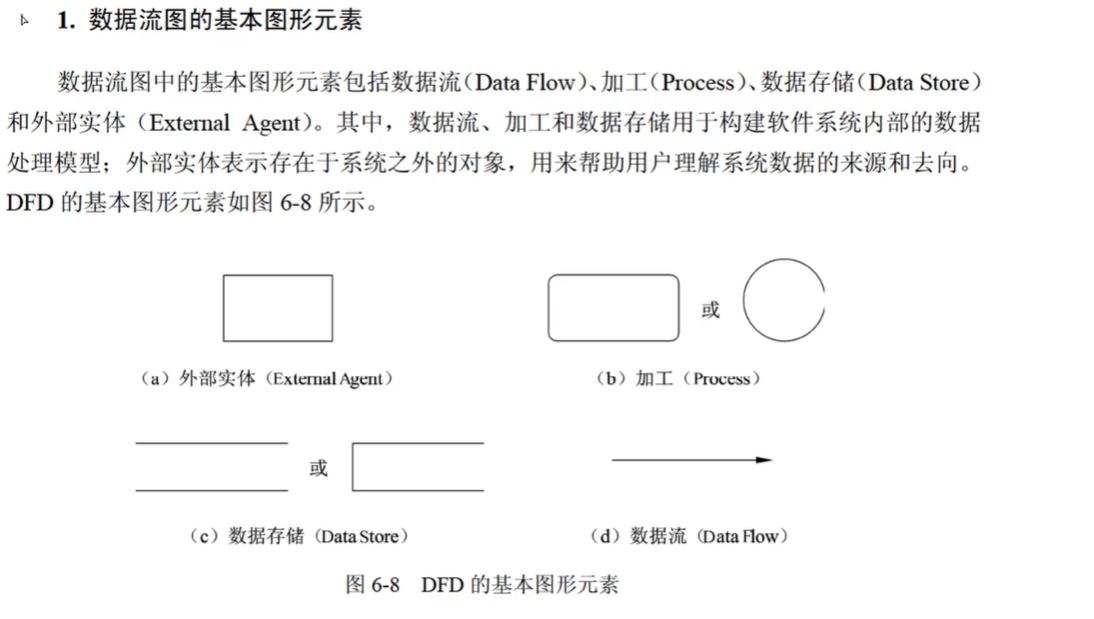 1. 数据流图的基本图形元素
数据流图中的基本图形元素包括数据流（Data Flow）、加工（Process）、数据存储（Data Store）
和外部实体（External Agent）。其中，数据流、加工和数据存储用于构建软件系统内部的数据
处理模型；外部实体表示存在于系统之外的对象，用来帮助用户理解系统数据的来源和去向。
DFD 的基本图形元素如图 6-8 所示。
或
（a）外部实体（External Agent）
（b）加工（Process）
或
（c）数据存储（Data Store）
（d）数据流（Data Flow）
图 6-8 DFD 的基本图形元素